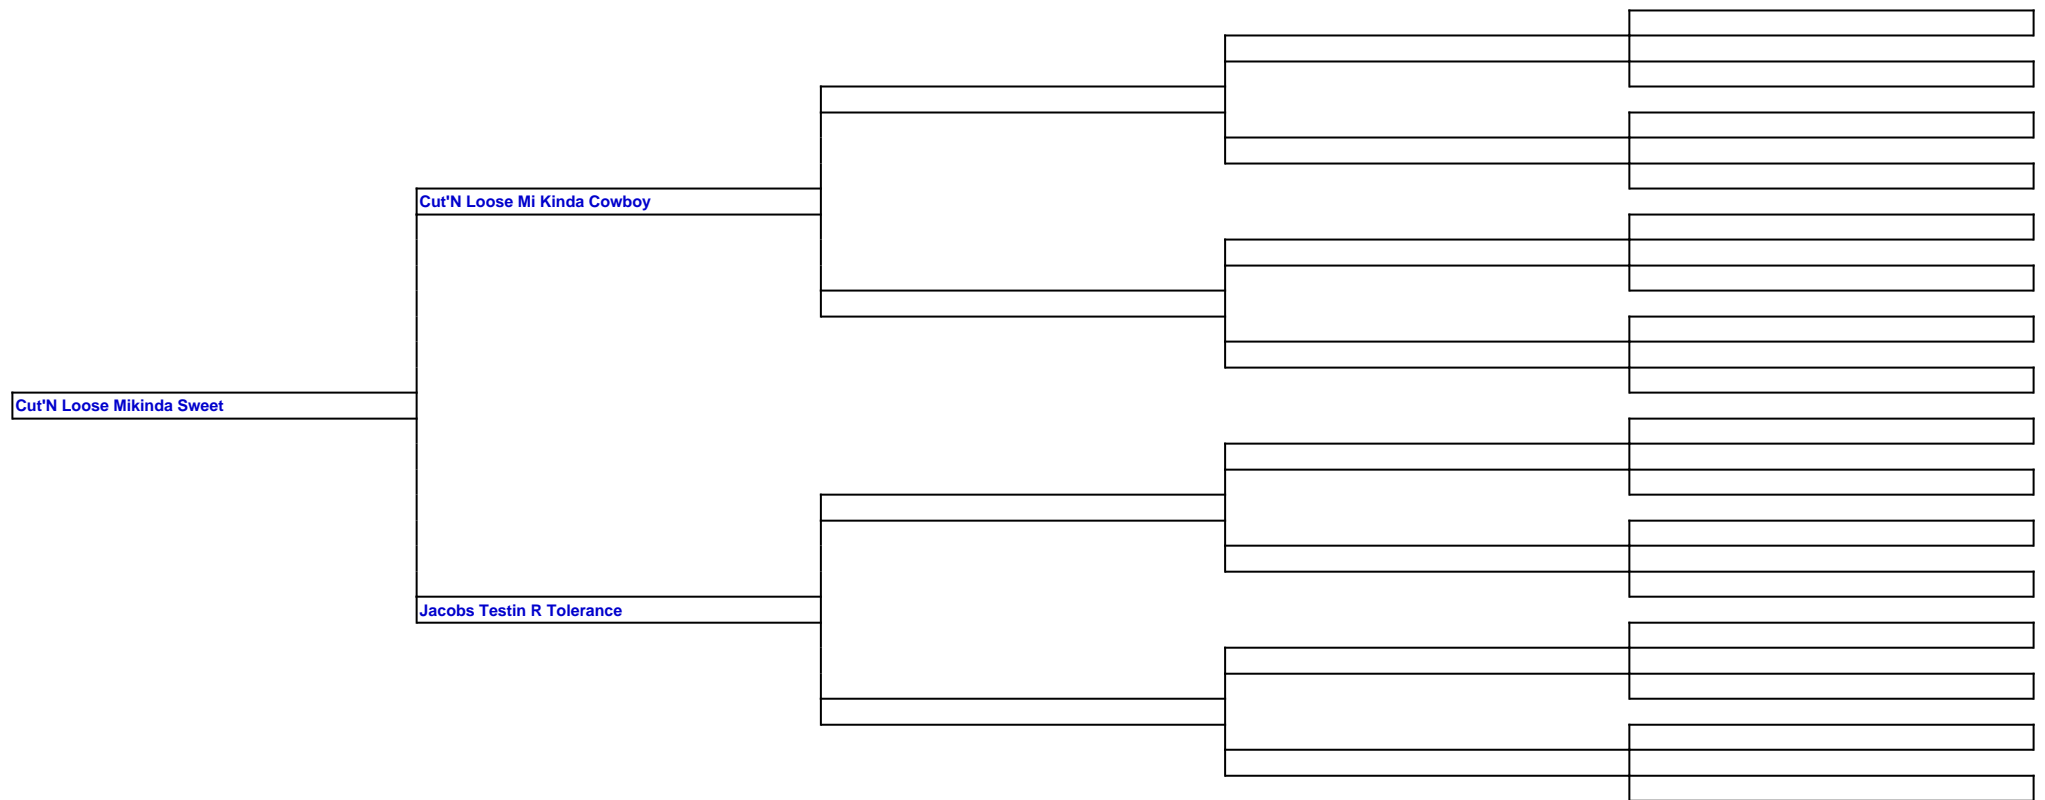 Cut'N Loose Mi Kinda Cowboy
Cut'N Loose Mikinda Sweet
Jacobs Testin R Tolerance